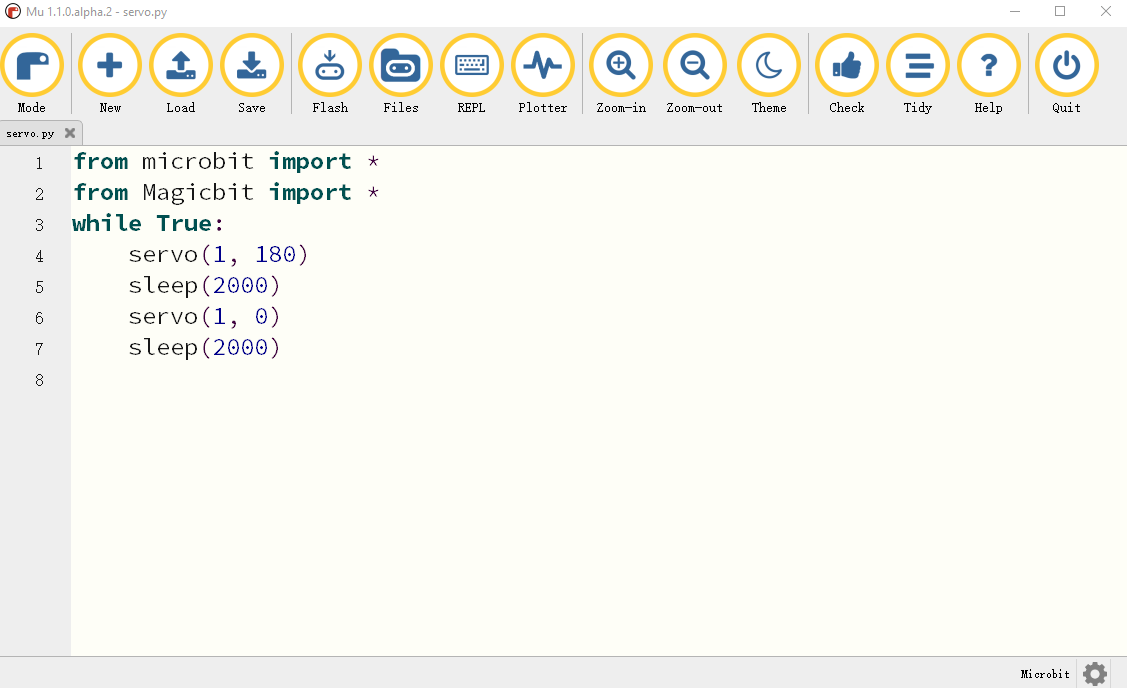 Mu 1.1.0.alpha.2 - servo.py
Mode New Load Save Flash Files REPL Plotter Zoom-in Zoom-out Theme Check Tidy Help Quit
servo.py
1 from microbit import *
2 from Magicbit import *
3 while True:
4     servo(1, 180)
5     sleep(2000)
6     servo(1, 0)
7     sleep(2000)
8
Microbit